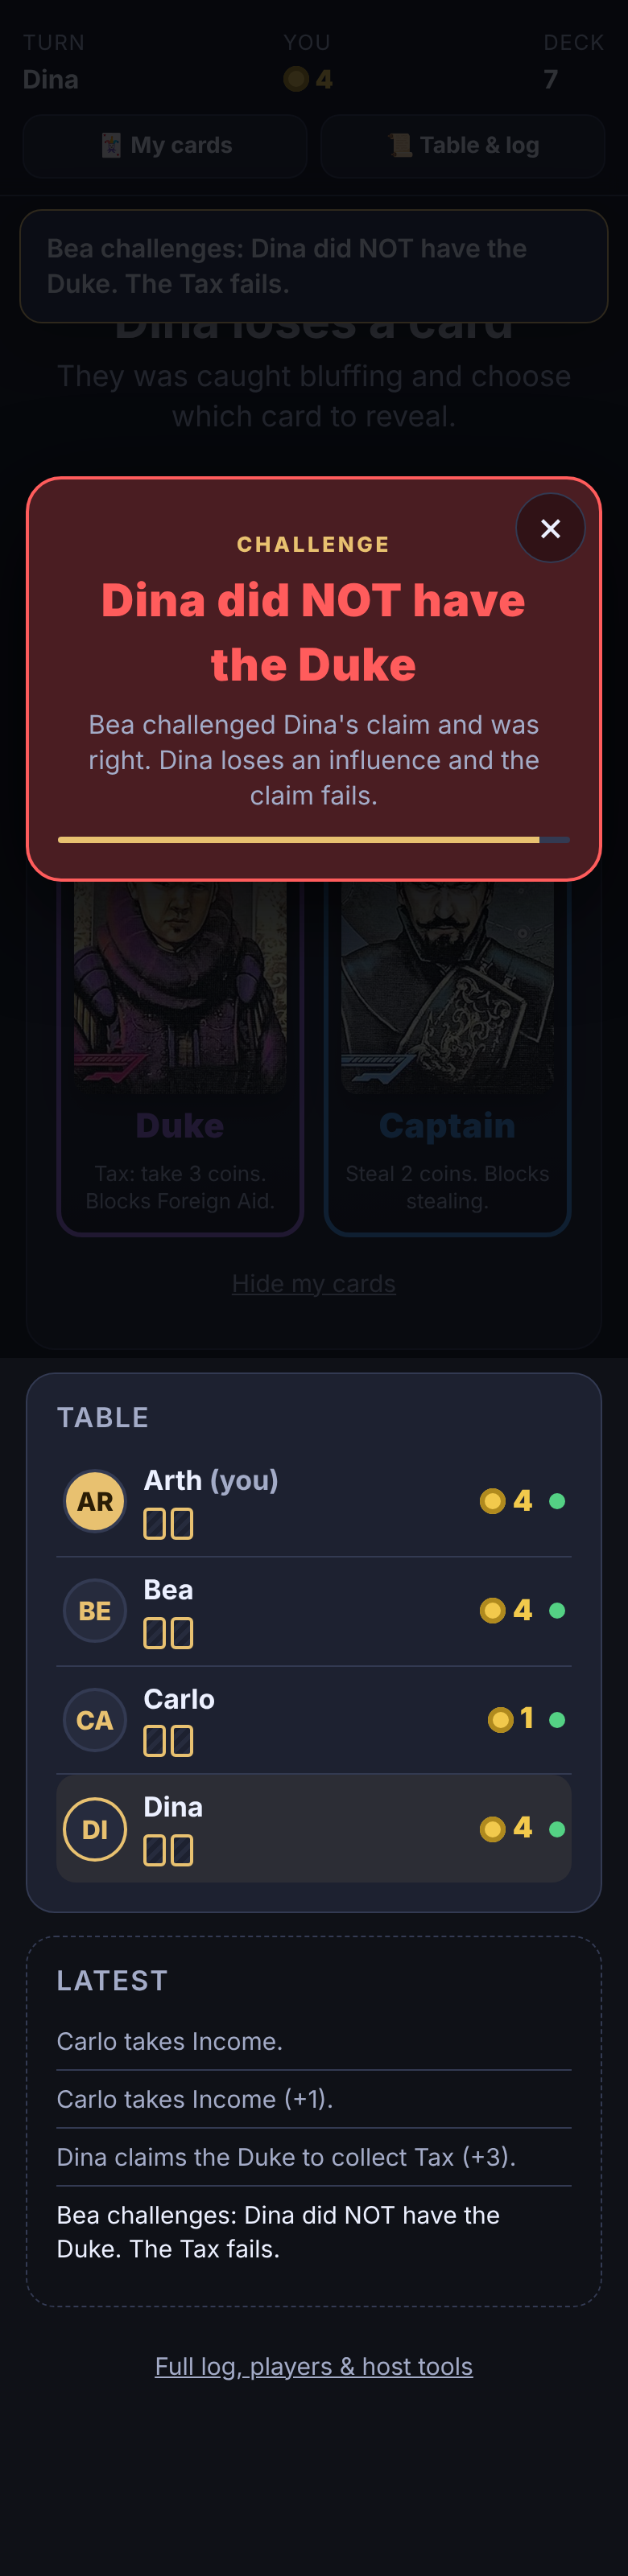 TURN YOU DECK
Dina 4 7
My cards Table & log
Bea challenges: Dina did NOT have the
Duke. The Tax fails.
Dina loses a card
They was caught bluffing and choose
which card to reveal.
CHALLENGE
Dina did NOT have
the Duke
Bea challenged Dina's claim and was
right. Dina loses an influence and the
claim fails.
Duke Captain
Tax: take 3 coins. Steal 2 coins. Blocks
Blocks Foreign Aid. stealing.
Hide my cards
TABLE
AR Arth (you) 4
BE Bea 4
CA Carlo 1
DI Dina 4
LATEST
Carlo takes Income.
Carlo takes Income (+1).
Dina claims the Duke to collect Tax (+3).
Bea challenges: Dina did NOT have the
Duke. The Tax fails.
Full log, players & host tools